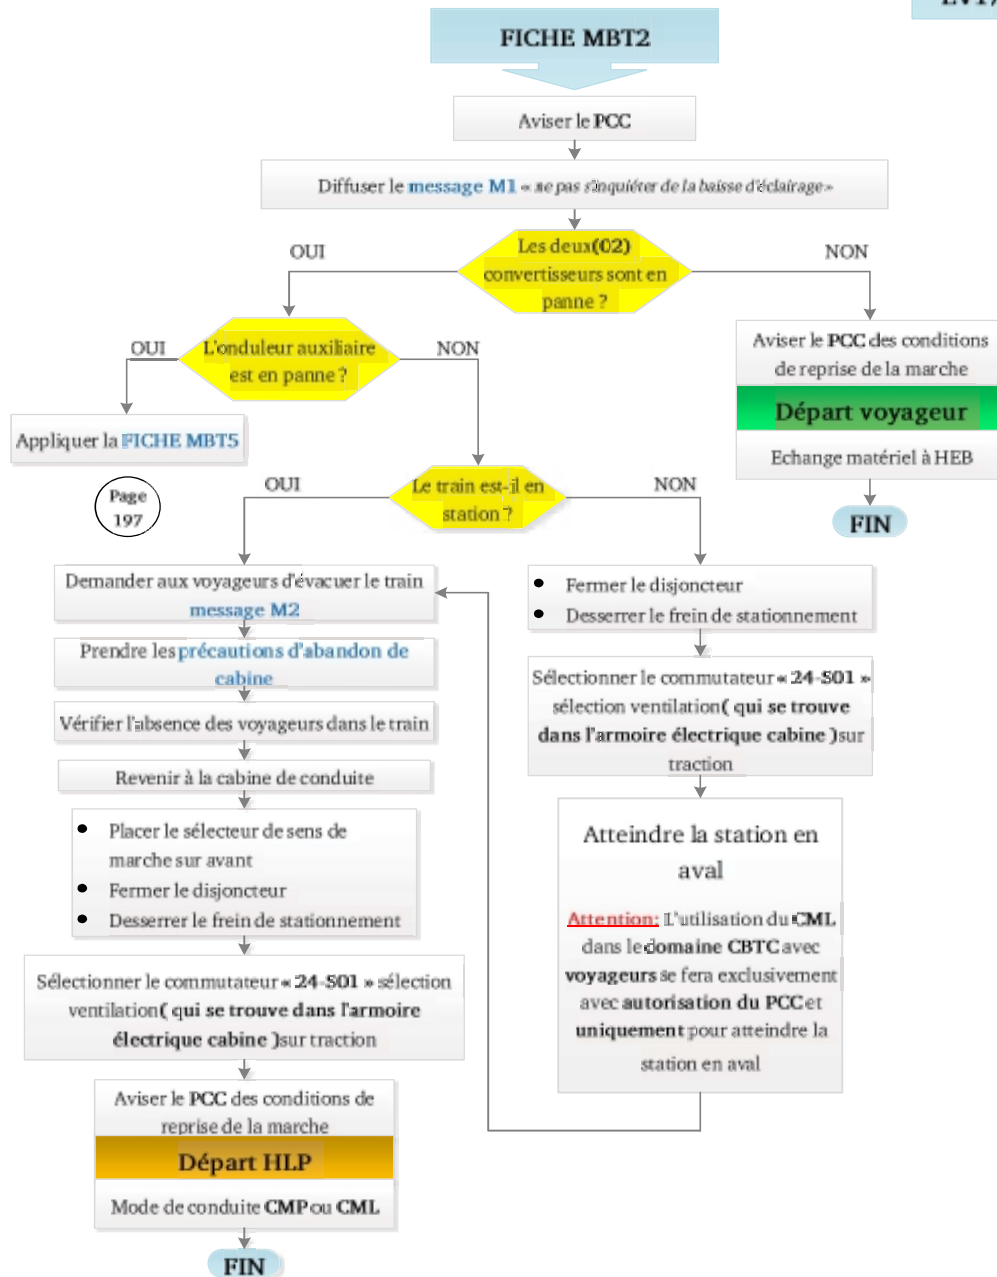 FICHE MBT2
Aviser le PCC
Diffuser le message M1 « ne pas s'inquiéter de la baisse d'éclairage »
Les deux(02)
convertisseurs sont en
panne ?
OUI
NON
L'onduleur auxiliaire
est en panne ?
OUI
NON
Aviser le PCC des conditions
de reprise de la marche
Départ voyageur
Echange matériel à HEB
FIN
Appliquer la FICHE MBT5
Page
197
Le train est-il en
station ?
OUI
NON
Demander aux voyageurs d'évacuer le train
message M2
Prendre les précautions d'abandon de
cabine
Vérifier l'absence des voyageurs dans le train
Revenir à la cabine de conduite
• Placer le sélecteur de sens de
marche sur avant
• Fermer le disjoncteur
• Desserrer le frein de stationnement
Sélectionner le commutateur « 24-S01 » sélection
ventilation( qui se trouve dans l'armoire
électrique cabine )sur traction
Aviser le PCC des conditions de
reprise de la marche
Départ HLP
Mode de conduite CMP ou CML
FIN
• Fermer le disjoncteur
• Desserrer le frein de stationnement
Sélectionner le commutateur « 24-S01 »
sélection ventilation( qui se trouve
dans l'armoire électrique cabine )sur
traction
Atteindre la station en
aval
Attention: L'utilisation du CML
dans le domaine CBTC avec
voyageurs se fera exclusivement
avec autorisation du PCC et
uniquement pour atteindre la
station en aval